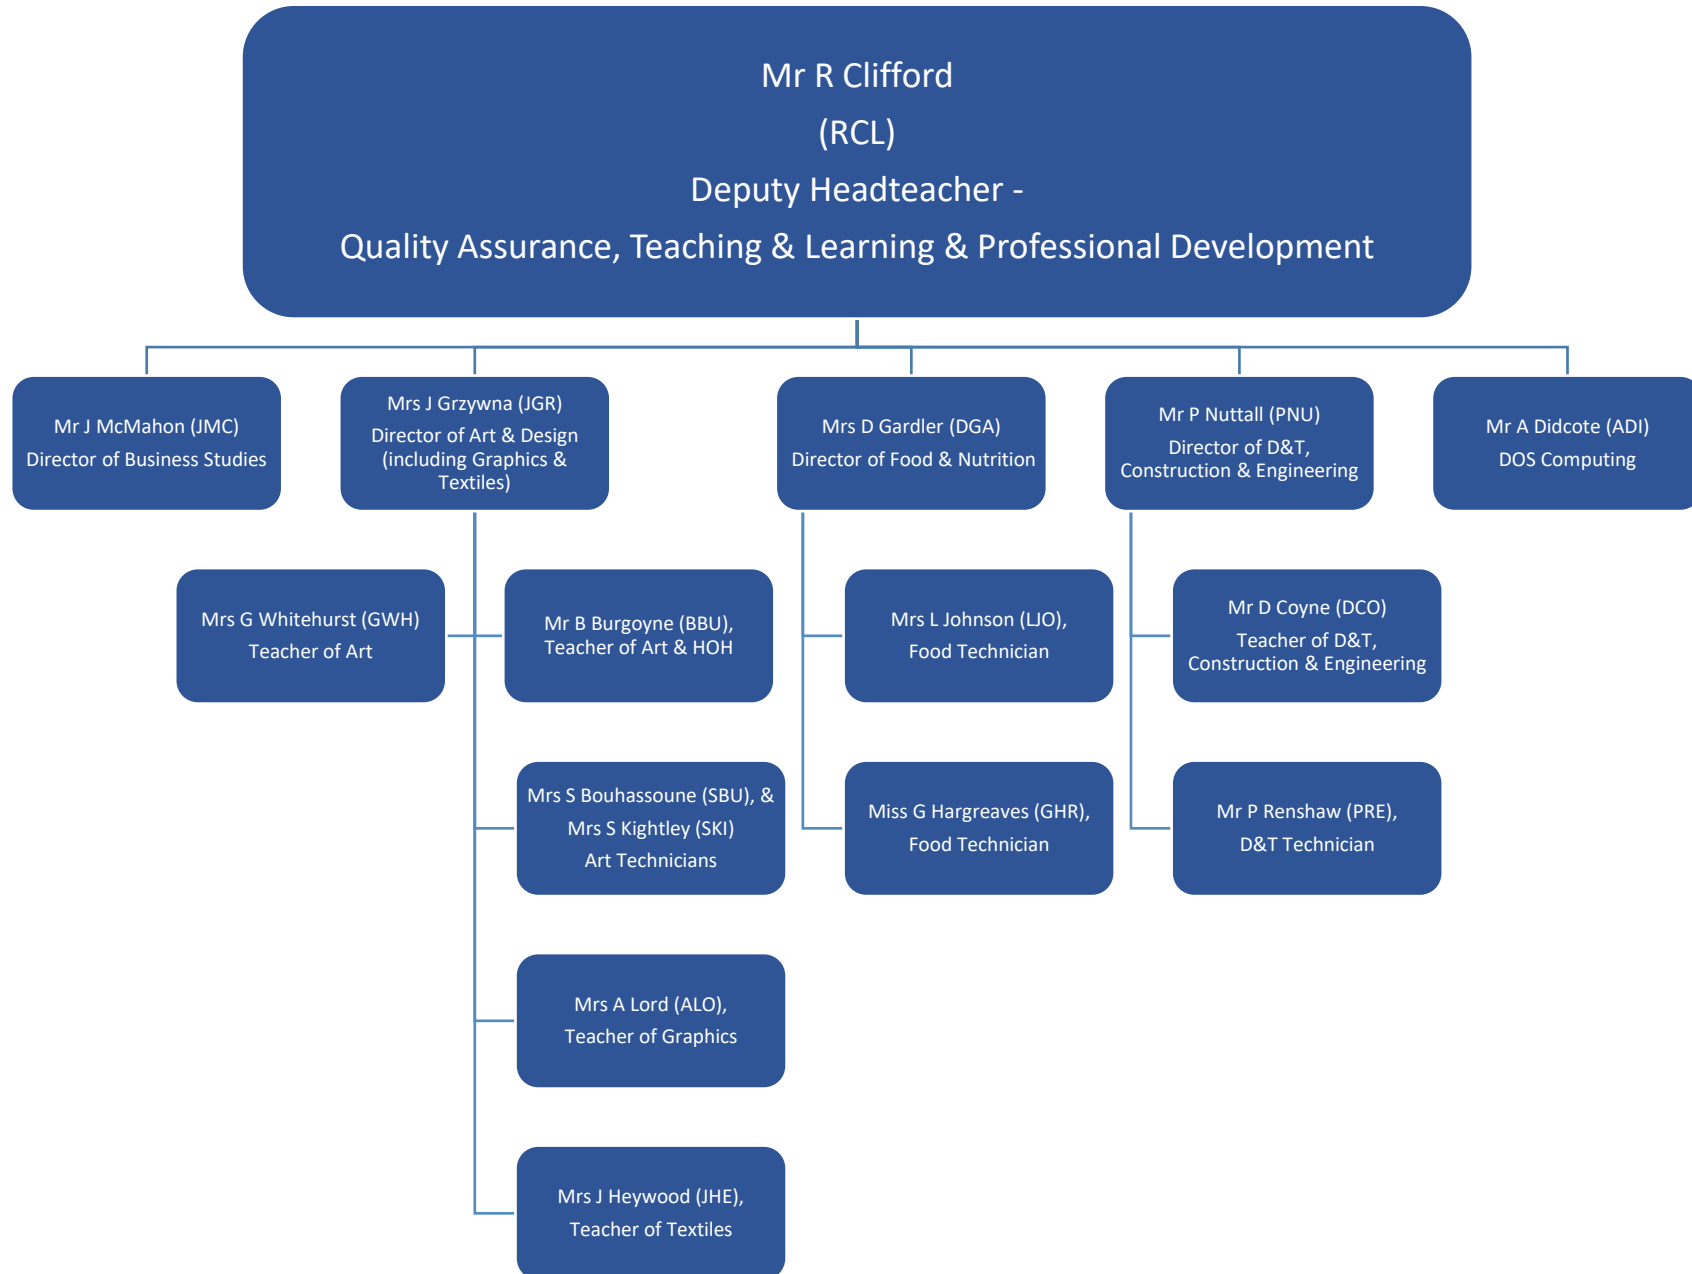 Mr R Clifford
(RCL)
Deputy Headteacher -
Quality Assurance, Teaching & Learning & Professional Development
Mr J McMahon (JMC)
Director of Business Studies
Mrs J Grzywna (JGR)
Director of Art & Design
(including Graphics &
Textiles)
Mrs D Gardler (DGA)
Director of Food & Nutrition
Mr P Nuttall (PNU)
Director of D&T,
Construction & Engineering
Mr A Didcote (ADI)
DOS Computing
Mrs G Whitehurst (GWH)
Teacher of Art
Mr B Burgoyne (BBU),
Teacher of Art & HOH
Mrs L Johnson (LJO),
Food Technician
Mr D Coyne (DCO)
Teacher of D&T,
Construction & Engineering
Mrs S Bouhassoune (SBU), &
Mrs S Kightley (SKI)
Art Technicians
Miss G Hargreaves (GHR),
Food Technician
Mr P Renshaw (PRE),
D&T Technician
Mrs A Lord (ALO),
Teacher of Graphics
Mrs J Heywood (JHE),
Teacher of Textiles